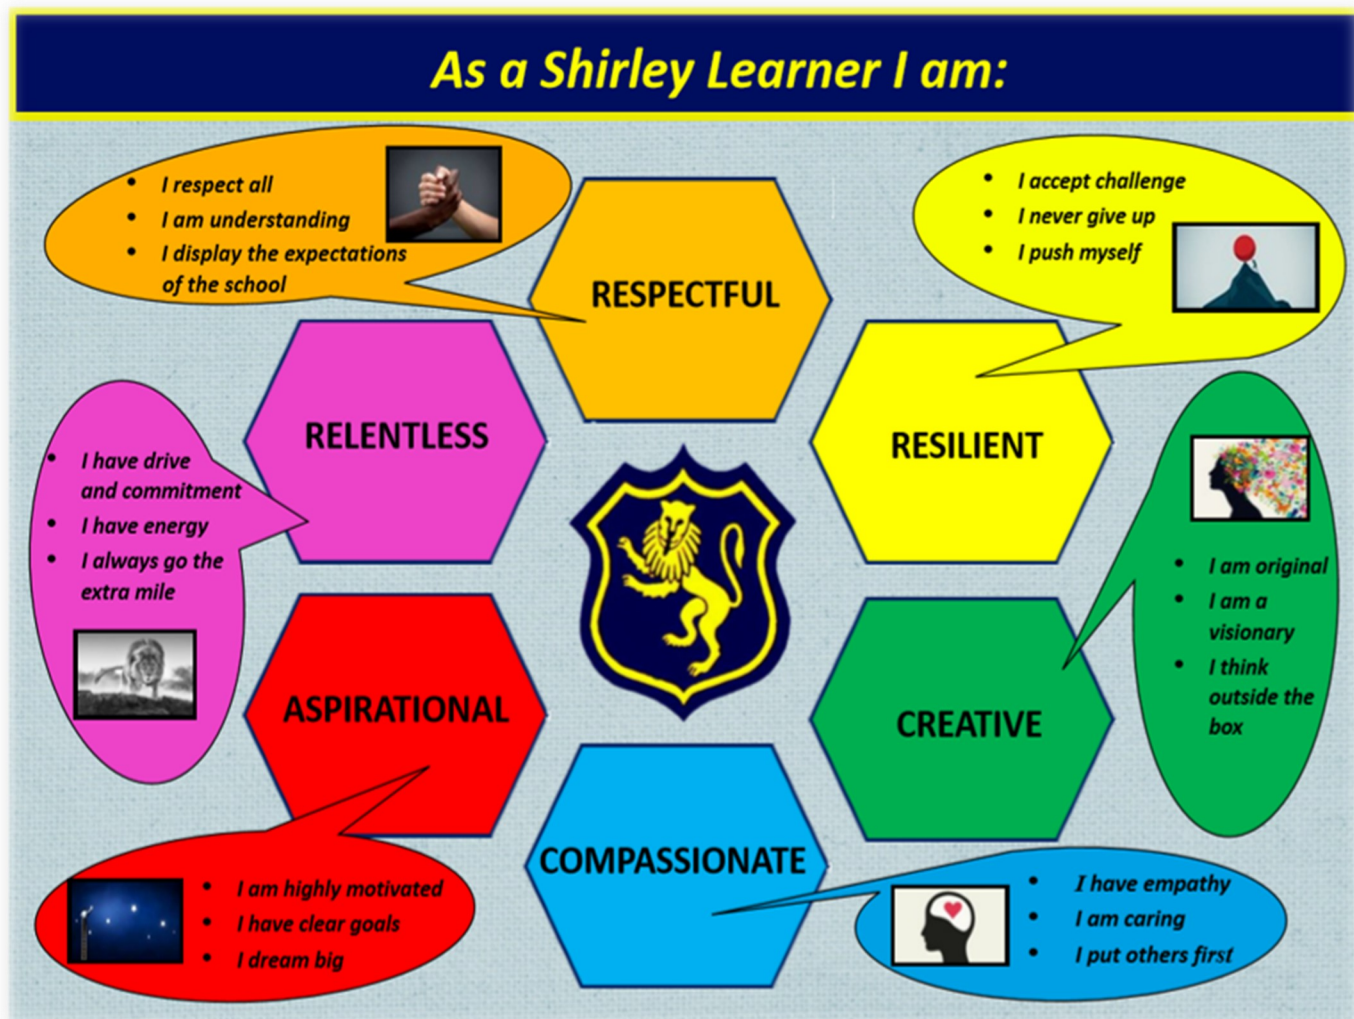 As a Shirley Learner I am:
• I respect all
• I am understanding
• I display the expectations
of the school
RESPECTFUL
• I accept challenge
• I never give up
• I push myself
RESILIENT
RELENTLESS
• I have drive
and commitment
• I have energy
• I always go the
extra mile
• I am original
• I am a
visionary
• I think
outside the
box
CREATIVE
ASPIRATIONAL
• I am highly motivated
• I have clear goals
• I dream big
COMPASSIONATE
• I have empathy
• I am caring
• I put others first